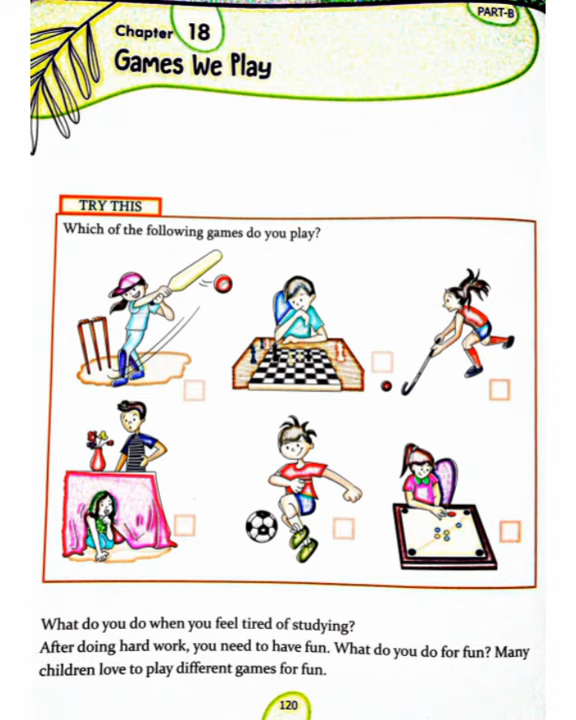 PART-B
Chapter 18
Games We Play
TRY THIS
Which of the following games do you play?
What do you do when you feel tired of studying?
After doing hard work, you need to have fun. What do you do for fun? Many
children love to play different games for fun.
120